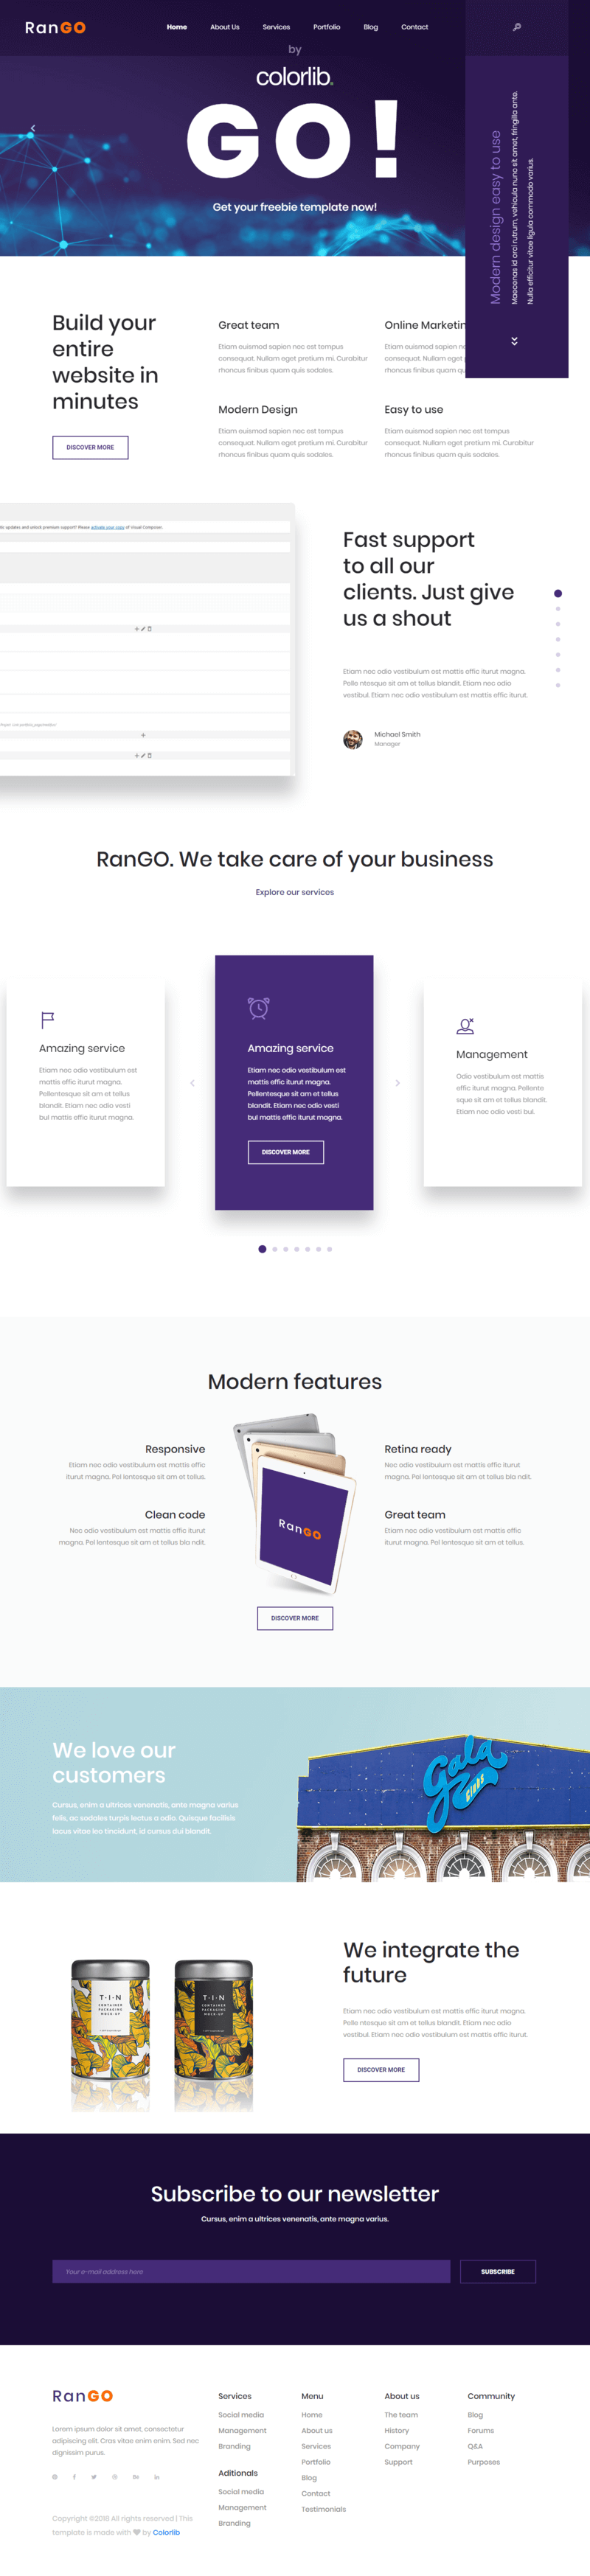 RanGO
Home
About Us
Services
Portfolio
Blog
Contact
by
colorlib.
GO!
Get your freebie template now!
Modern design easy to use
Maecenas id orci rutrum, vehicula nunc sit amet, fringilla ante.
Nulla efficitur vitae ligula commodo varius.
Build your
entire
website in
minutes
DISCOVER MORE
Great team
Etiam euismod sapien nec est tempus
consequat. Nullam eget pretium mi. Curabitur
rhoncus finibus quam quis sodales.
Online Marketin
Etiam euismod sapien ne
consequat. Nullam eget
rhoncus finibus quam qu
Modern Design
Etiam euismod sapien nec est tempus
consequat. Nullam eget pretium mi. Curabitur
rhoncus finibus quam quis sodales.
Easy to use
Etiam euismod sapien nec est tempus
consequat. Nullam eget pretium mi. Curabitur
rhoncus finibus quam quis sodales.
updates and unlock premium support? Please activate your copy of Visual Composer.
Fast support
to all our
clients. Just give
us a shout
Etiam nec odio vestibulum est mattis effic iturut magna.
Pelle ntesque sit am et tellus blandit. Etiam nec odio
vestibul. Etiam nec odio vestibulum est mattis effic iturut.
Michael Smith
Manager
RanGO. We take care of your business
Explore our services
Amazing service
Etiam nec odio vestibulum est
mattis effic iturut magna.
Pellentesque sit am et tellus
blandit. Etiam nec odio vesti
bul mattis effic iturut magna.
Amazing service
Etiam nec odio vestibulum est
mattis effic iturut magna.
Pellentesque sit am et tellus
blandit. Etiam nec odio vesti
bul mattis effic iturut magna.
DISCOVER MORE
Management
Odio vestibulum est mattis
effic iturut magna. Pellente
sque sit am et tellus blandit.
Etiam nec odio vesti bul.
Modern features
Responsive
Etiam nec odio vestibulum est mattis effic
iturut magna. Pel lentesque sit am et tellus.
Clean code
Nec odio vestibulum est mattis effic iturut
magna. Pel lentesque sit am et tellus bla ndit.
RanGO
Retina ready
Nec odio vestibulum est mattis effic iturut
magna. Pel lentesque sit am et tellus bla ndit.
Great team
Etiam nec odio vestibulum est mattis effic
iturut magna. Pel lentesque sit am et tellus.
DISCOVER MORE
We love our
customers
Cursus, enim a ultrices venenatis, ante magna varius
felis, ac sodales turpis lectus a odio. Quisque facilisis
lacus vitae leo tincidunt, id cursus dui blandit.
Gala
BINGO
T·I·N
CONTAINER
PACKAGING
MOCK-UP
T·I·N
CONTAINER
PACKAGING
MOCK-UP
We integrate the
future
Etiam nec odio vestibulum est mattis effic iturut magna.
Pelle ntesque sit am et tellus blandit. Etiam nec odio
vestibul. Etiam nec odio vestibulum est mattis effic iturut.
DISCOVER MORE
Subscribe to our newsletter
Cursus, enim a ultrices venenatis, ante magna varius.
Your e-mail address here
SUBSCRIBE
RanGO
Lorem ipsum dolor sit amet, consectetur
adipiscing elit. Cras vitae enim enim. Sed nec
dignissim purus.
Copyright ©2018 All rights reserved | This
template is made with ♥ by Colorlib
Services
Social media
Management
Branding
Aditionals
Social media
Management
Branding
Menu
Home
About us
Services
Portfolio
Blog
Contact
Testimonials
About us
The team
History
Company
Support
Community
Blog
Forums
Q&A
Purposes